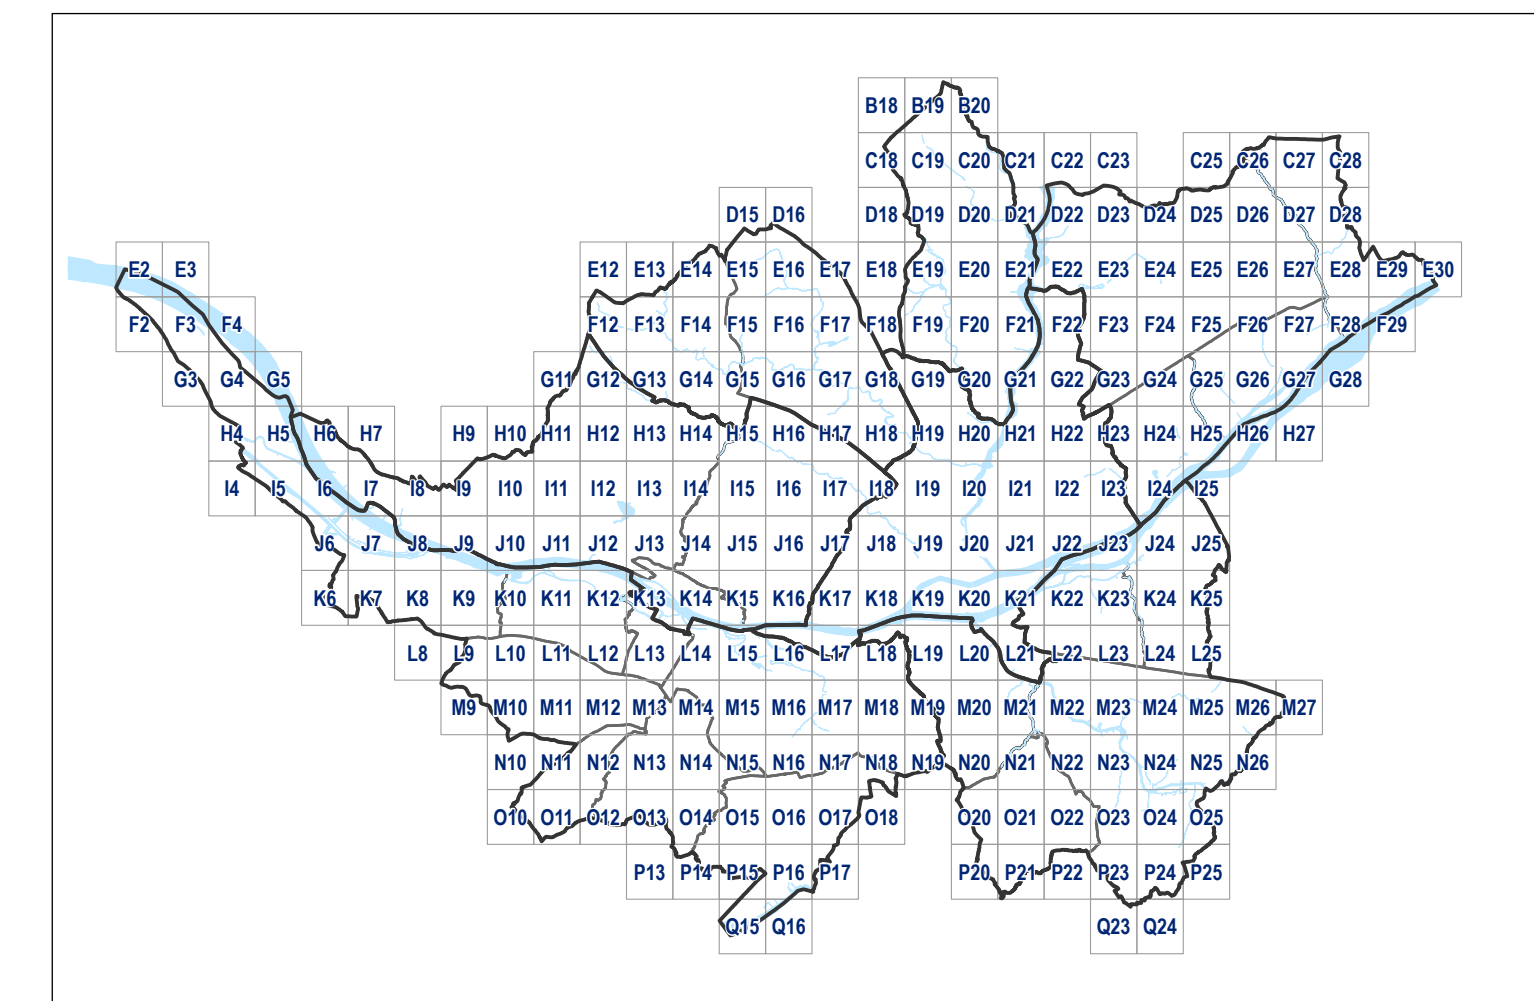 B18 B19 B20
C18 C19 C20 C21 C22 C23 C25 C26 C27 C28
D15 D16 D18 D19 D20 D21 D22 D23 D24 D25 D26 D27 D28
E2 E3 E12 E13 E14 E15 E16 E17 E18 E19 E20 E21 E22 E23 E24 E25 E26 E27 E28 E29 E30
F2 F3 F4 F12 F13 F14 F15 F16 F17 F18 F19 F20 F21 F22 F23 F24 F25 F26 F27 F28 F29
G3 G4 G5 G11 G12 G13 G14 G15 G16 G17 G18 G19 G20 G21 G22 G23 G24 G25 G26 G27 G28
H4 H5 H6 H7 H9 H10 H11 H12 H13 H14 H15 H16 H17 H18 H19 H20 H21 H22 H23 H24 H25 H26 H27
I4 I5 I6 I7 I8 I9 I10 I11 I12 I13 I14 I15 I16 I17 I18 I19 I20 I21 I22 I23 I24 I25
J6 J7 J8 J9 J10 J11 J12 J13 J14 J15 J16 J17 J18 J19 J20 J21 J22 J23 J24 J25
K6 K7 K8 K9 K10 K11 K12 K13 K14 K15 K16 K17 K18 K19 K20 K21 K22 K23 K24 K25
L8 L9 L10 L11 L12 L13 L14 L15 L16 L17 L18 L19 L20 L21 L22 L23 L24 L25
M9 M10 M11 M12 M13 M14 M15 M16 M17 M18 M19 M20 M21 M22 M23 M24 M25 M26 M27
N10 N11 N12 N13 N14 N15 N16 N17 N18 N19 N20 N21 N22 N23 N24 N25 N26
O10 O11 O12 O13 O14 O15 O16 O17 O18 O20 O21 O22 O23 O24 O25
P13 P14 P15 P16 P17 P20 P21 P22 P23 P24 P25
Q15 Q16 Q23 Q24